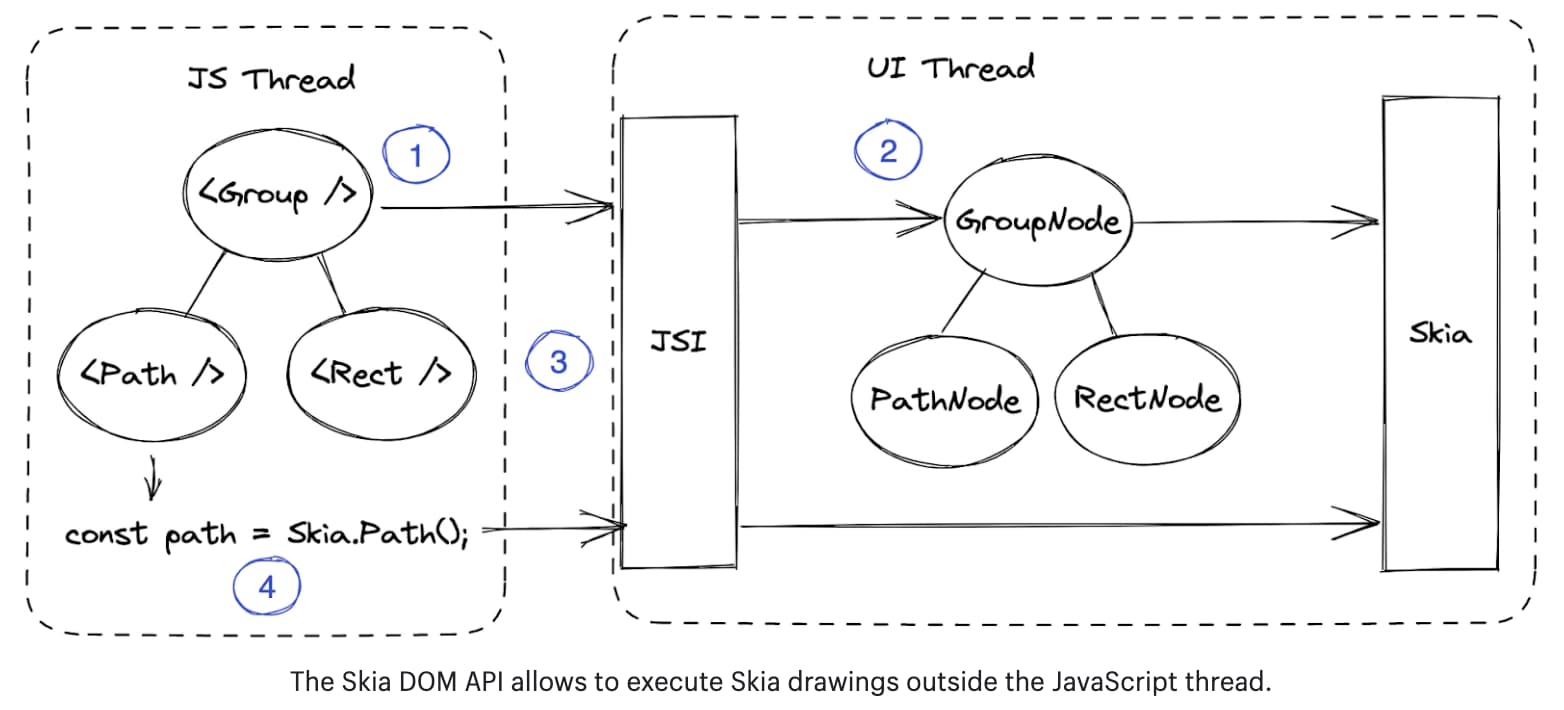 JS Thread
UI Thread
1
2
<Group />
GroupNode
JSI
Skia
3
<Path />
<Rect />
PathNode
RectNode
const path = Skia.Path();
4
The Skia DOM API allows to execute Skia drawings outside the JavaScript thread.